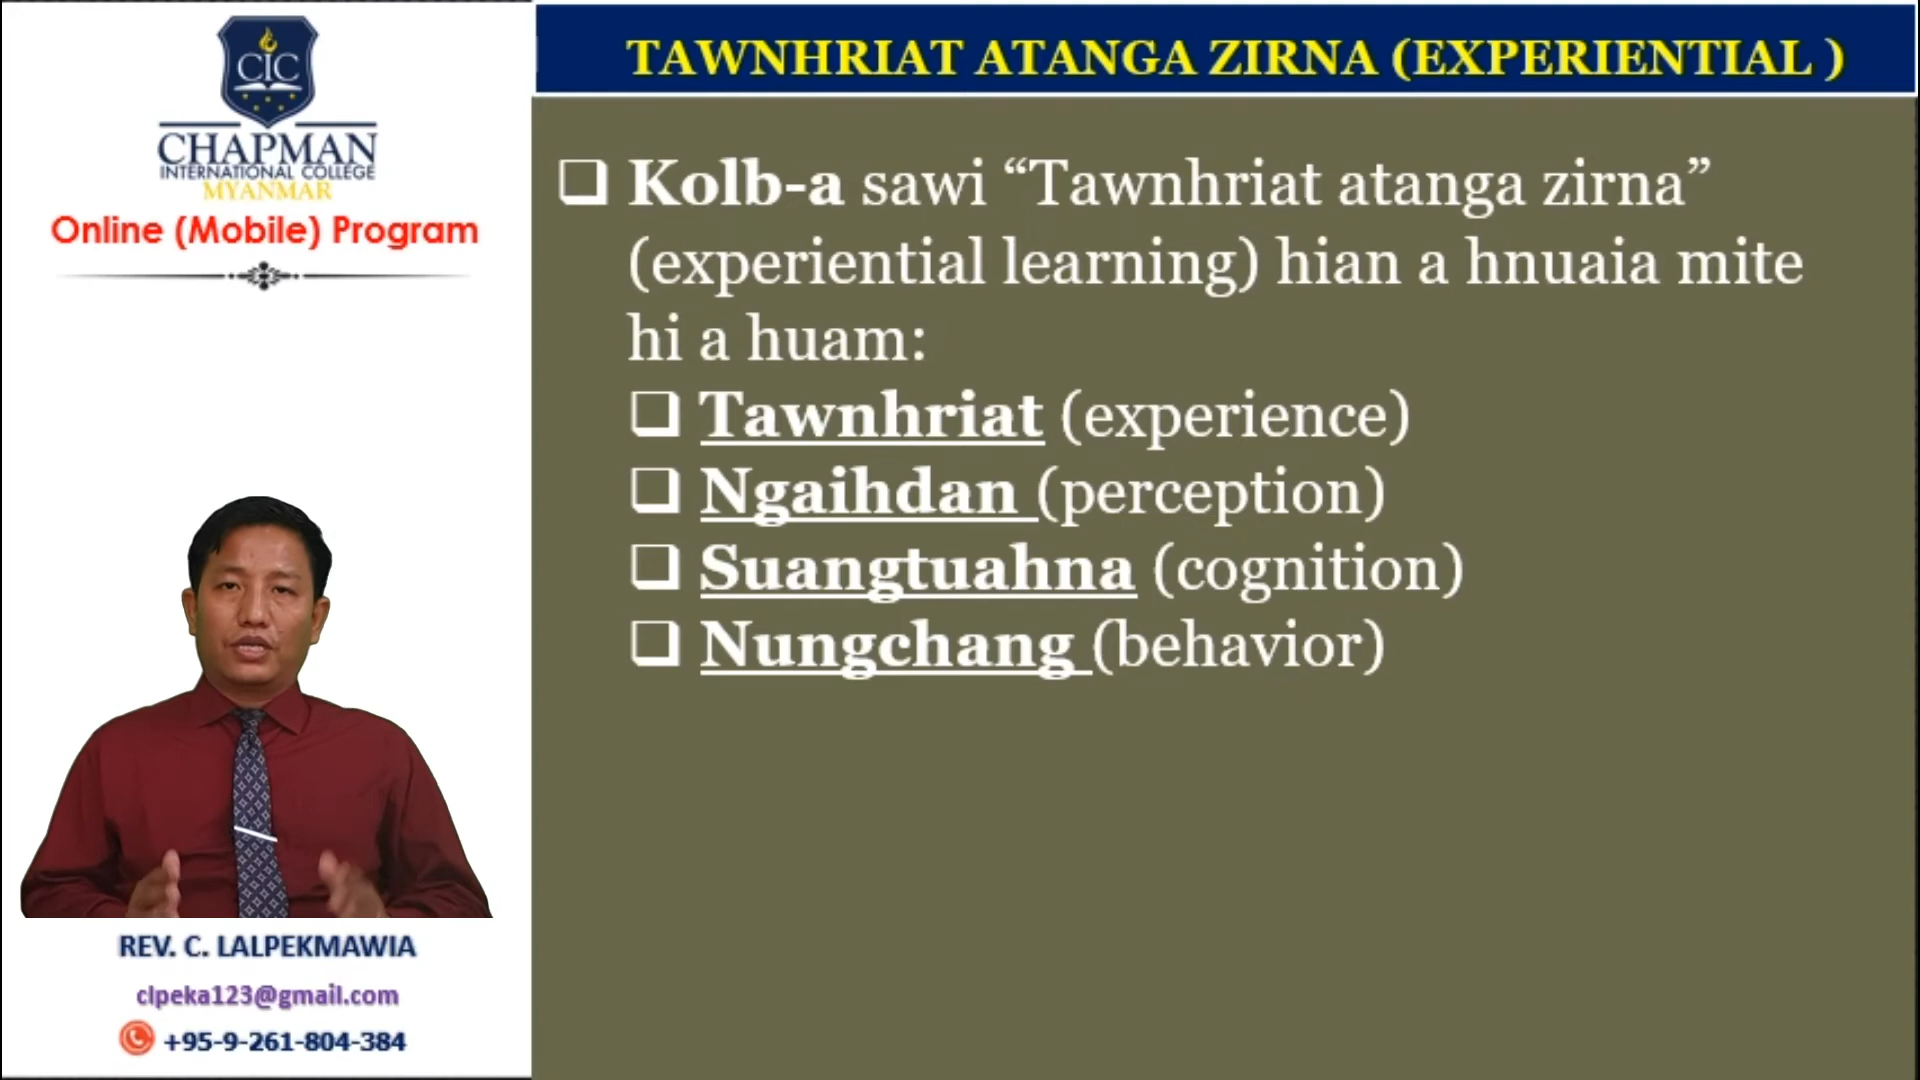 CIC
CHAPMAN
INTERNATIONAL COLLEGE
MYANMAR
Online (Mobile) Program
REV. C. LALPEKMAWIA
clpeka123@gmail.com
+95-9-261-804-384
TAWNHRIAT ATANGA ZIRNA (EXPERIENTIAL )
Kolb-a sawi “Tawnhriat atanga zirna”
(experiential learning) hian a hnuaia mite
hi a huam:
Tawnhriat (experience)
Ngaihdan (perception)
Suangtuahna (cognition)
Nungchang (behavior)